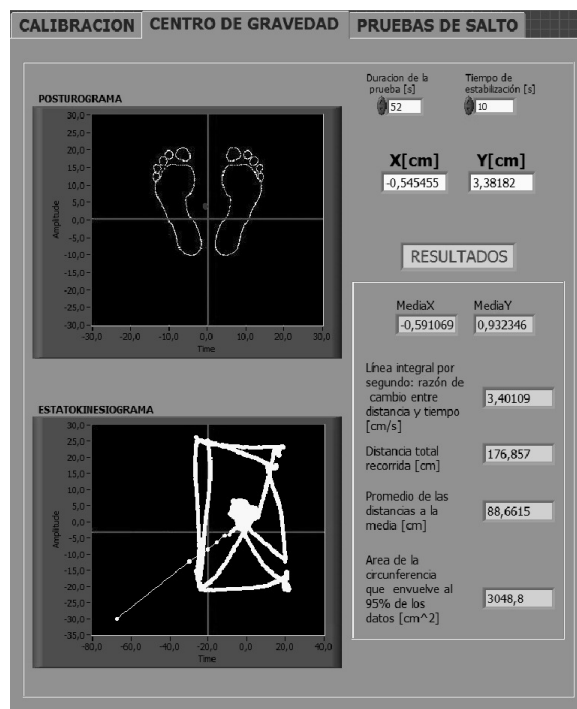 CALIBRACION CENTRO DE GRAVEDAD PRUEBAS DE SALTO
Duracion de la prueba [s]
52
Tiempo de estabilización [s]
10
POSTUROGRAMA
30,0
25,0
20,0
15,0
10,0
5,0
0,0
-5,0
-10,0
-15,0
-20,0
-25,0
-30,0
Amplitude
-30,0 -20,0 -10,0 0,0 10,0 20,0 30,0
Time
X[cm] Y[cm]
-0,545455 3,38182
RESULTADOS
MediaX MediaY
-0,591069 0,932346
Línea integral por
segundo: razón de
cambio entre
distancia y tiempo
[cm/s]
3,40109
Distancia total
recorrida [cm]
176,857
Promedio de las
distancias a la
media [cm]
88,6615
Area de la
circunferencia
que envuelve al
95% de los
datos [cm^2]
3048,8
ESTATOKINESIOGRAMA
30,0
25,0
20,0
15,0
10,0
5,0
0,0
-5,0
-10,0
-15,0
-20,0
-25,0
-30,0
-35,0
Amplitude
-80,0 -60,0 -40,0 -20,0 0,0 20,0 40,0
Time